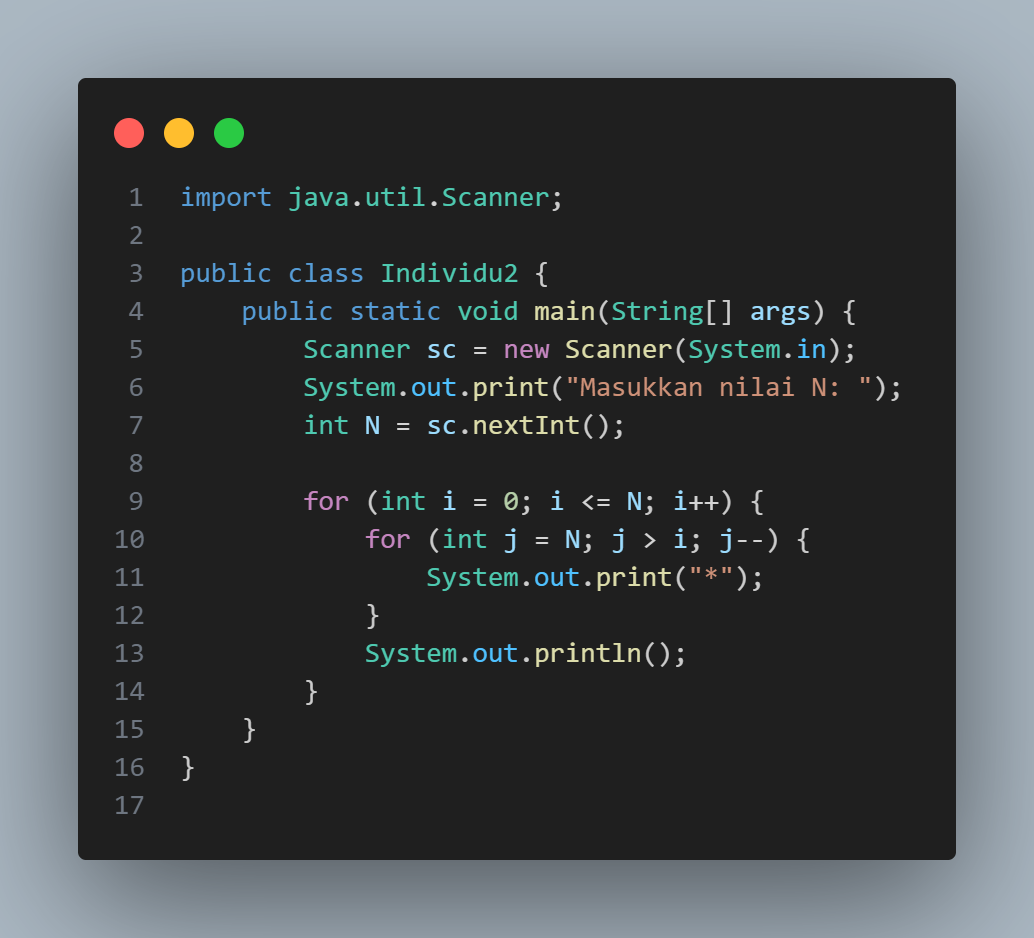 1 import java.util.Scanner;
2
3 public class Individu2 {
4     public static void main(String[] args) {
5         Scanner sc = new Scanner(System.in);
6         System.out.print("Masukkan nilai N: ");
7         int N = sc.nextInt();
8
9         for (int i = 0; i <= N; i++) {
10             for (int j = N; j > i; j--) {
11                 System.out.print("*");
12             }
13             System.out.println();
14         }
15     }
16 }
17